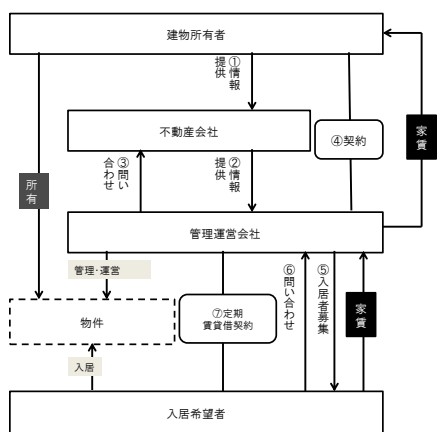 建物所有者
①情報
提供
不動産会社
④契約
家賃
③問い
合わせ
②情報
提供
所有
管理運営会社
管理・運営
⑥問い合わせ
⑤入居者募集
物件
⑦定期
賃貸借契約
家賃
入居
入居希望者